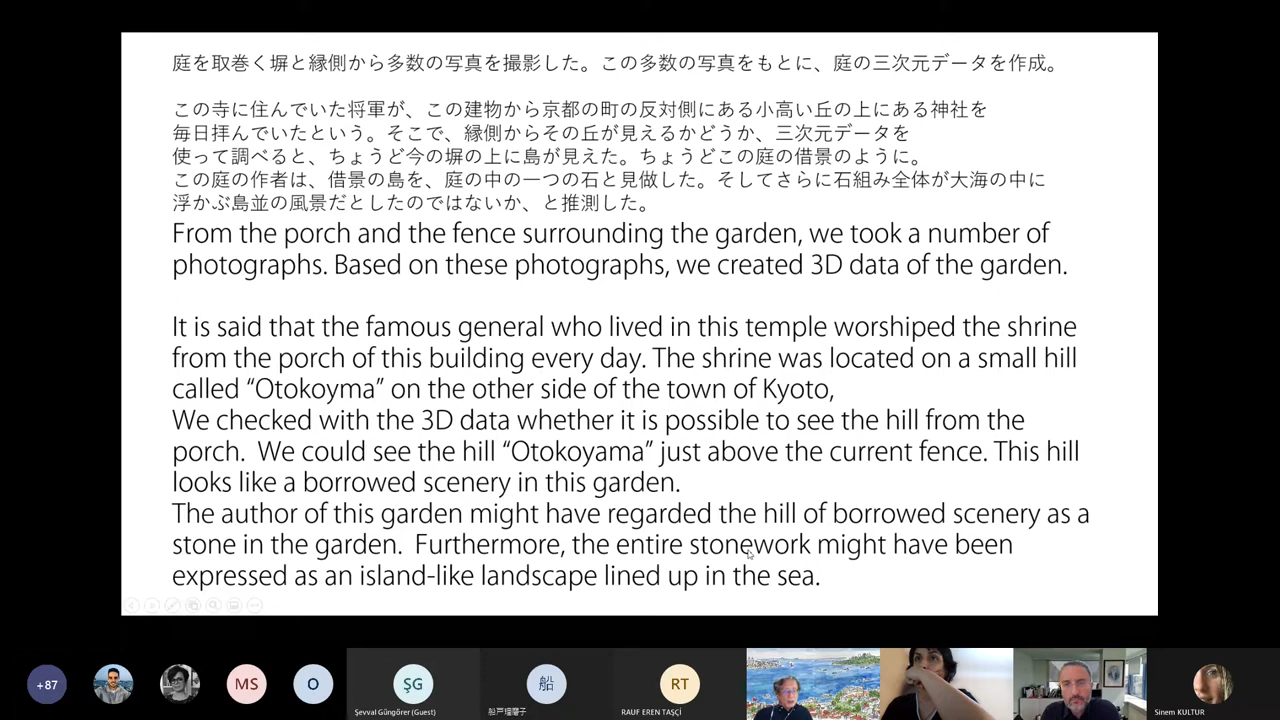 庭を取巻く塀と縁側から多数の写真を撮影した。この多数の写真をもとに、庭の三次元データを作成。
この寺に住んでいた将軍が、この建物から京都の町の反対側にある小高い丘の上にある神社を
毎日拝んでいたという。そこで、縁側からその丘が見えるかどうか、三次元データを
使って調べると、ちょうど今の塀の上に島が見えた。ちょうどこの庭の借景のように。
この庭の作者は、借景の島を、庭の中の一つの石と見做した。そしてさらに石組み全体が大海の中に
浮かぶ島並の風景だとしたのではないか、と推測した。
From the porch and the fence surrounding the garden, we took a number of
photographs. Based on these photographs, we created 3D data of the garden.
It is said that the famous general who lived in this temple worshiped the shrine
from the porch of this building every day. The shrine was located on a small hill
called “Otokoyma” on the other side of the town of Kyoto,
We checked with the 3D data whether it is possible to see the hill from the
porch.  We could see the hill “Otokoyama” just above the current fence. This hill
looks like a borrowed scenery in this garden.
The author of this garden might have regarded the hill of borrowed scenery as a
stone in the garden.  Furthermore, the entire stonework might have been
expressed as an island-like landscape lined up in the sea.
+87
MS
O
ŞG
船
RT
Şevval Güngörer (Guest)
船戸瑠璃子
RAUF EREN TAŞÇİ
Sinem KULTUR